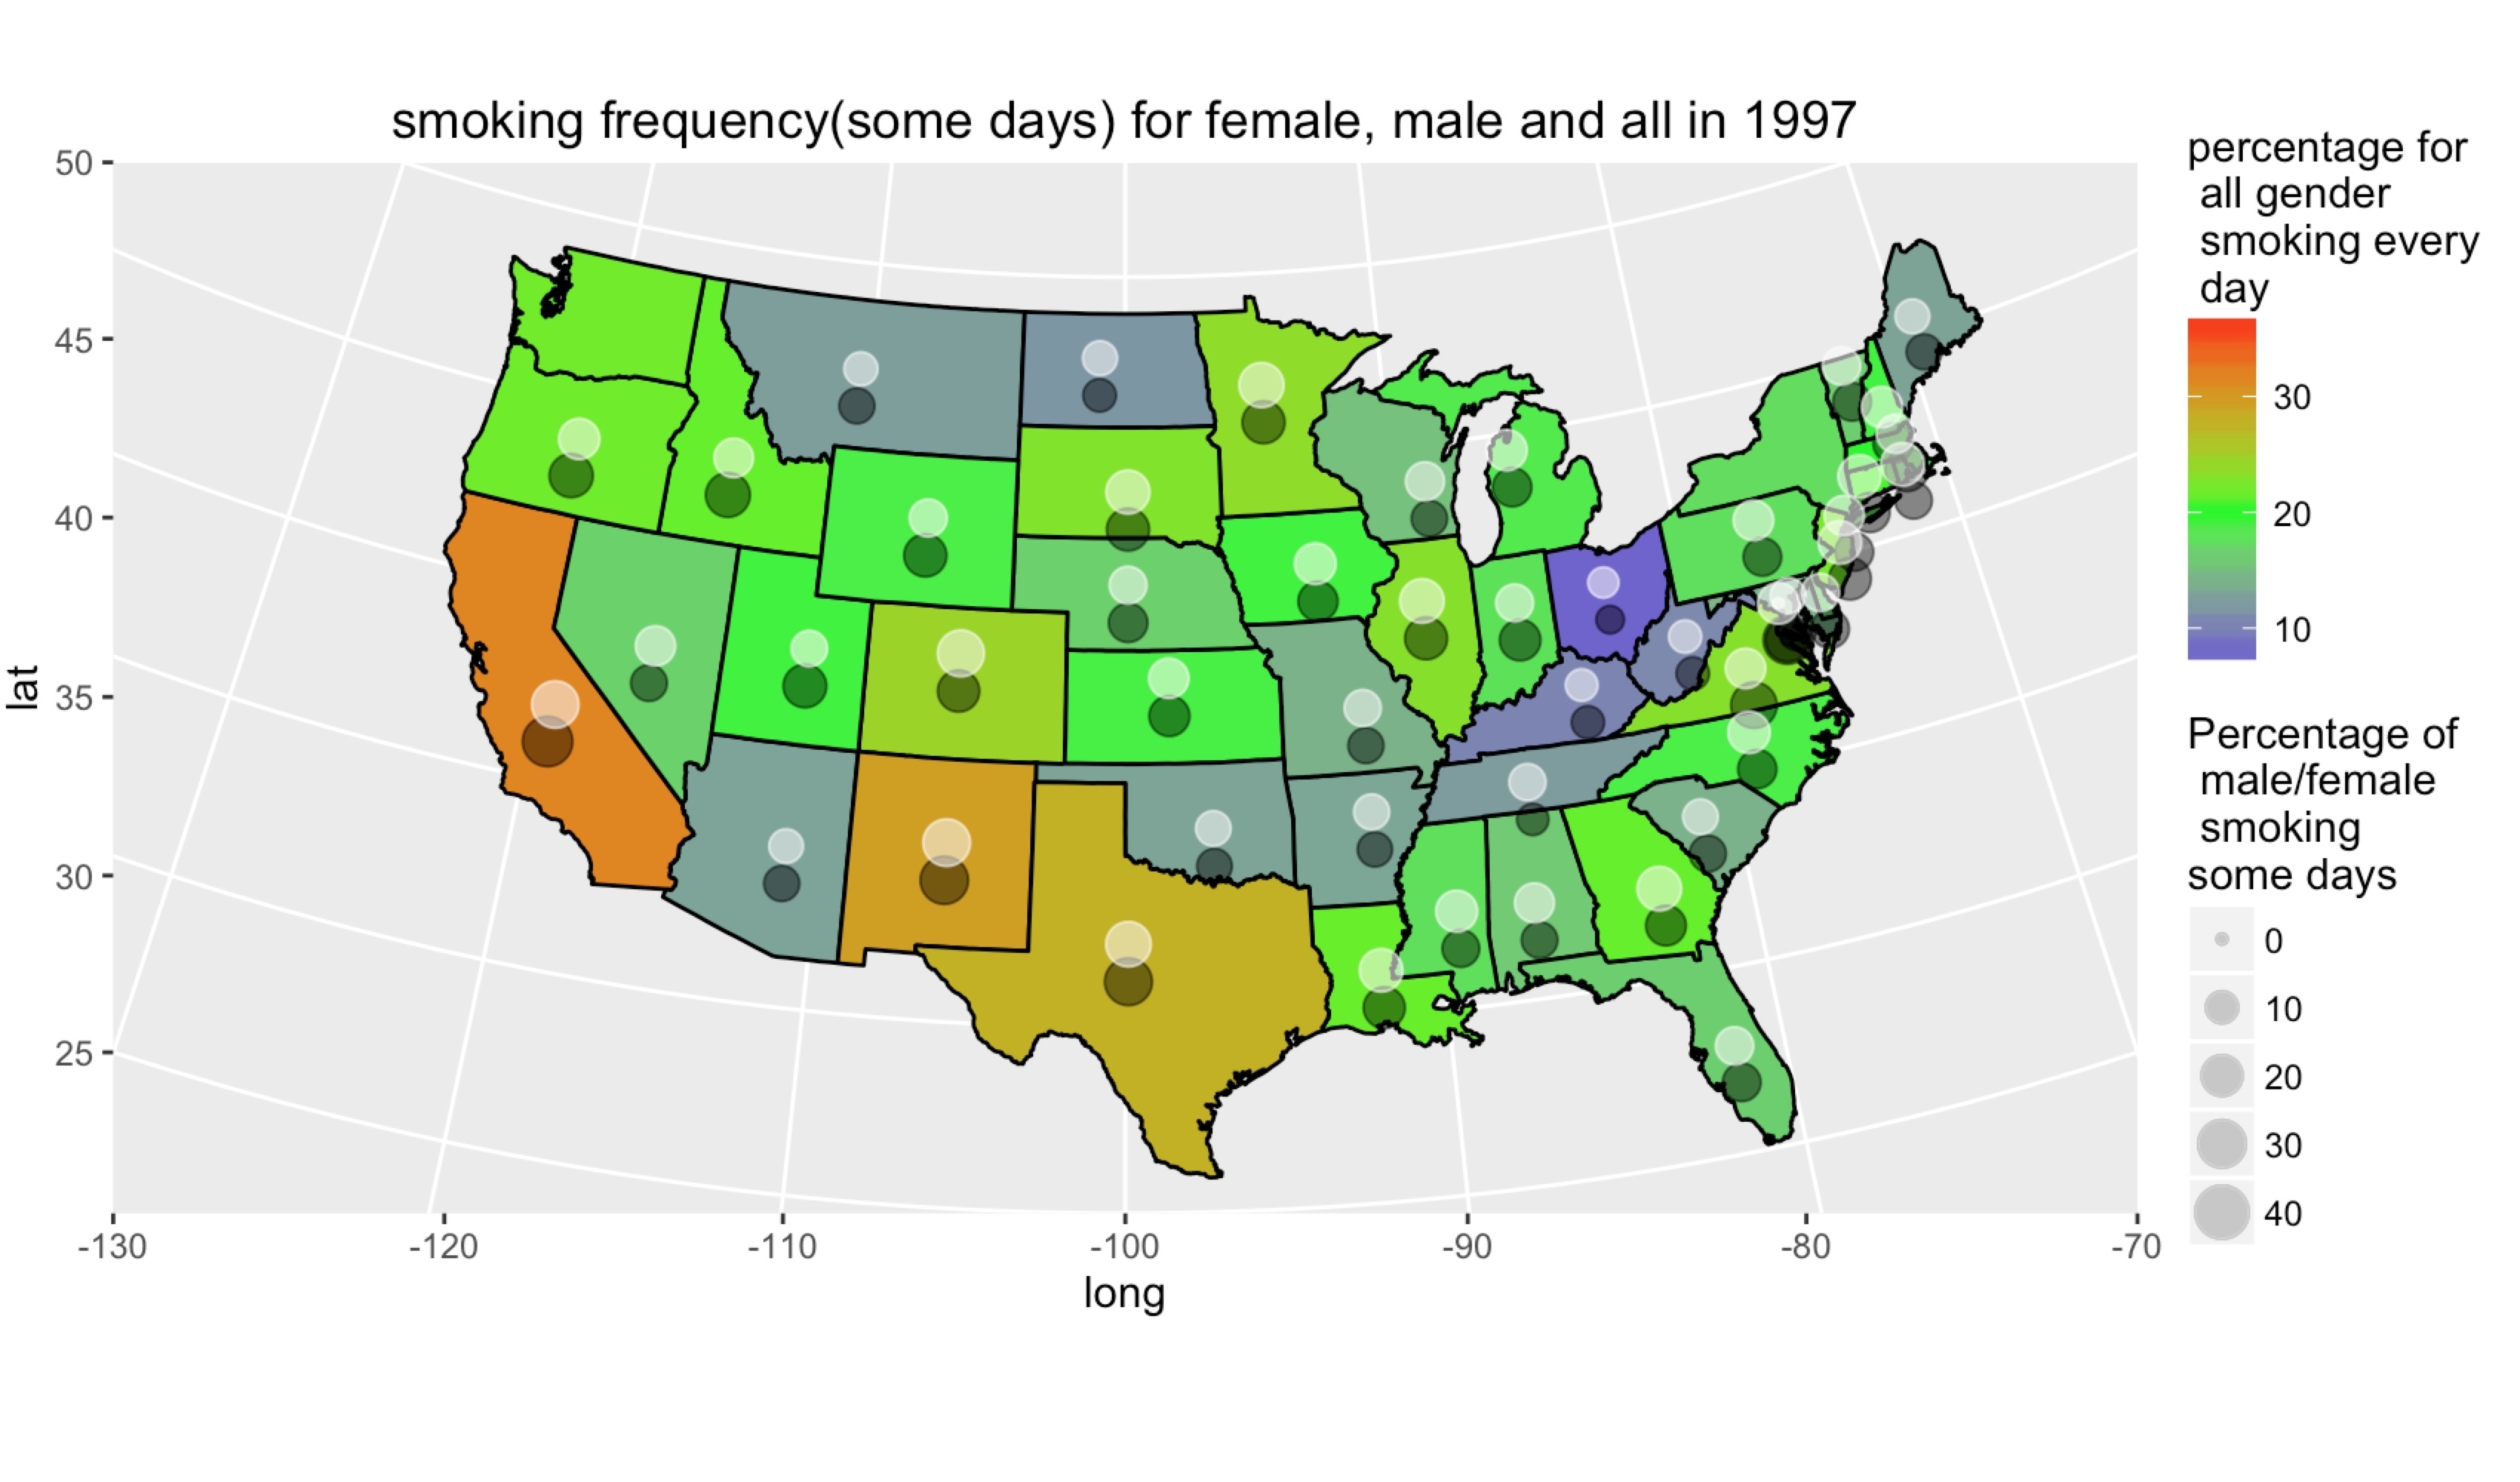 smoking frequency(some days) for female, male and all in 1997
50
45
40
35
30
25
lat
-130
-120
-110
-100
-90
-80
-70
long
percentage for
all gender
smoking every
day
30
20
10
Percentage of
male/female
smoking
some days
0
10
20
30
40